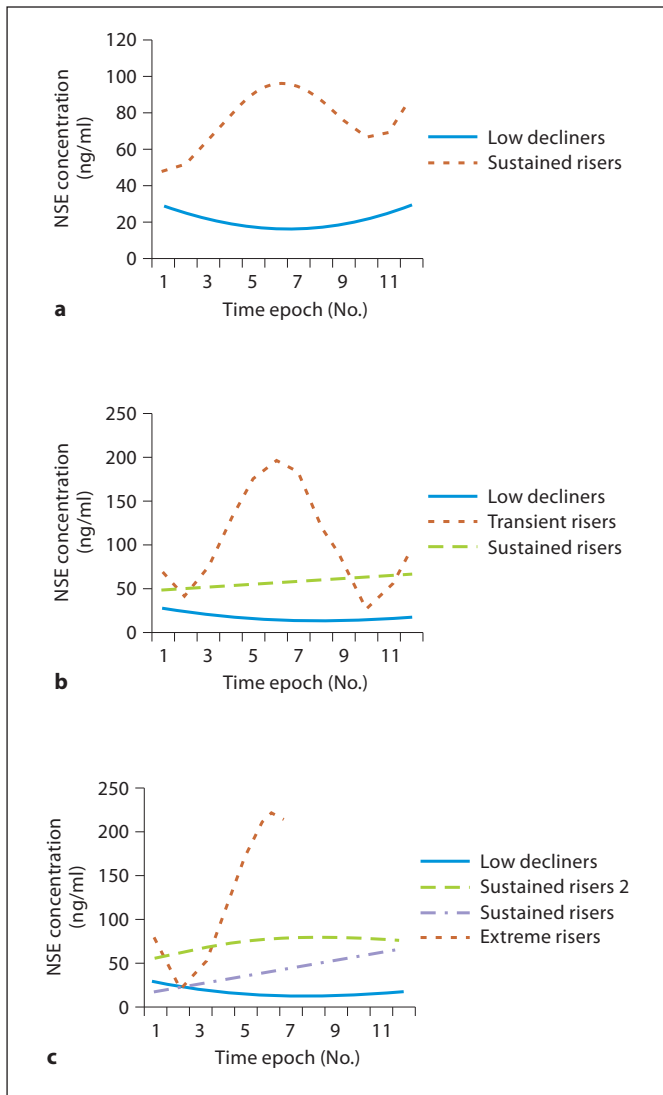 120
100
80
60
40
20
0
NSE concentration
(ng/ml)
Low decliners
Sustained risers
1 3 5 7 9 11
a
Time epoch (No.)
250
200
150
100
50
0
NSE concentration
(ng/ml)
Low decliners
Transient risers
Sustained risers
1 3 5 7 9 11
Time epoch (No.)
b
250
200
150
100
50
0
NSE concentration
(ng/ml)
Low decliners
Sustained risers 2
Sustained risers
Extreme risers
1 3 5 7 9 11
Time epoch (No.)
c